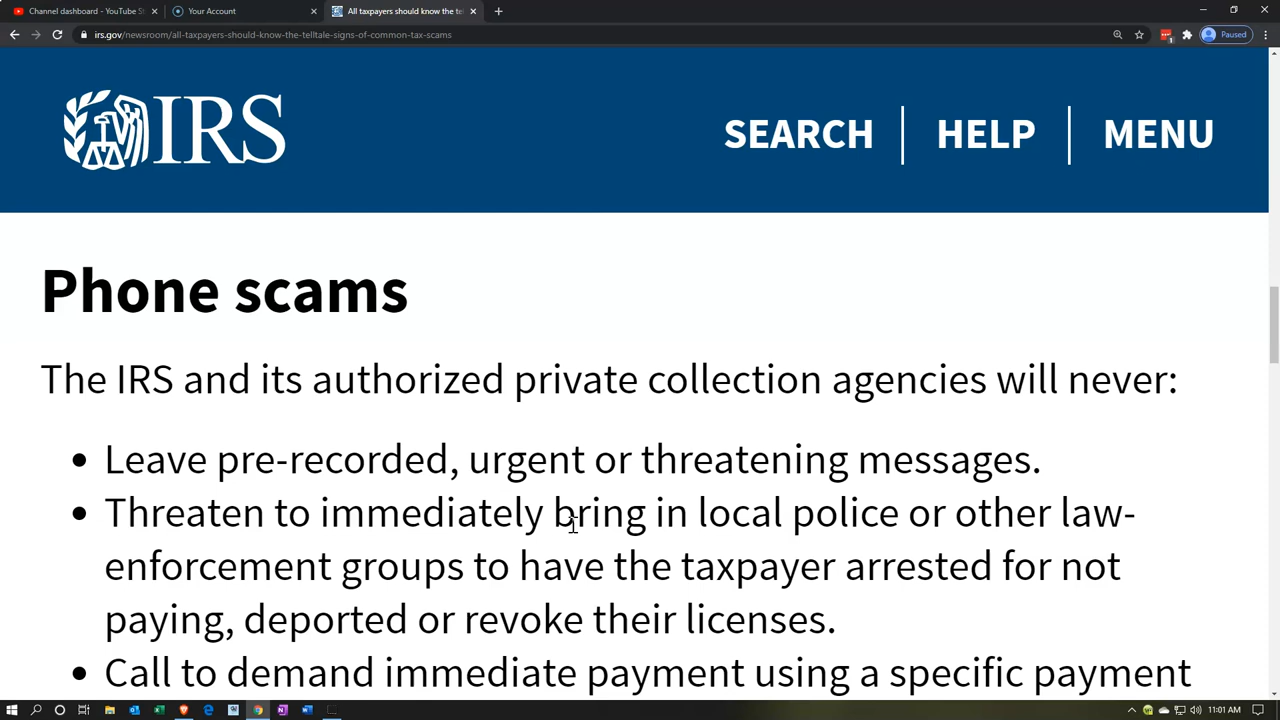 Channel dashboard - YouTube St
Your Account
All taxpayers should know the tel
irs.gov/newsroom/all-taxpayers-should-know-the-telltale-signs-of-common-tax-scams
Paused
IRS
SEARCH
HELP
MENU
Phone scams
The IRS and its authorized private collection agencies will never:
• Leave pre-recorded, urgent or threatening messages.
• Threaten to immediately bring in local police or other law-
enforcement groups to have the taxpayer arrested for not
paying, deported or revoke their licenses.
• Call to demand immediate payment using a specific payment
11:01 AM